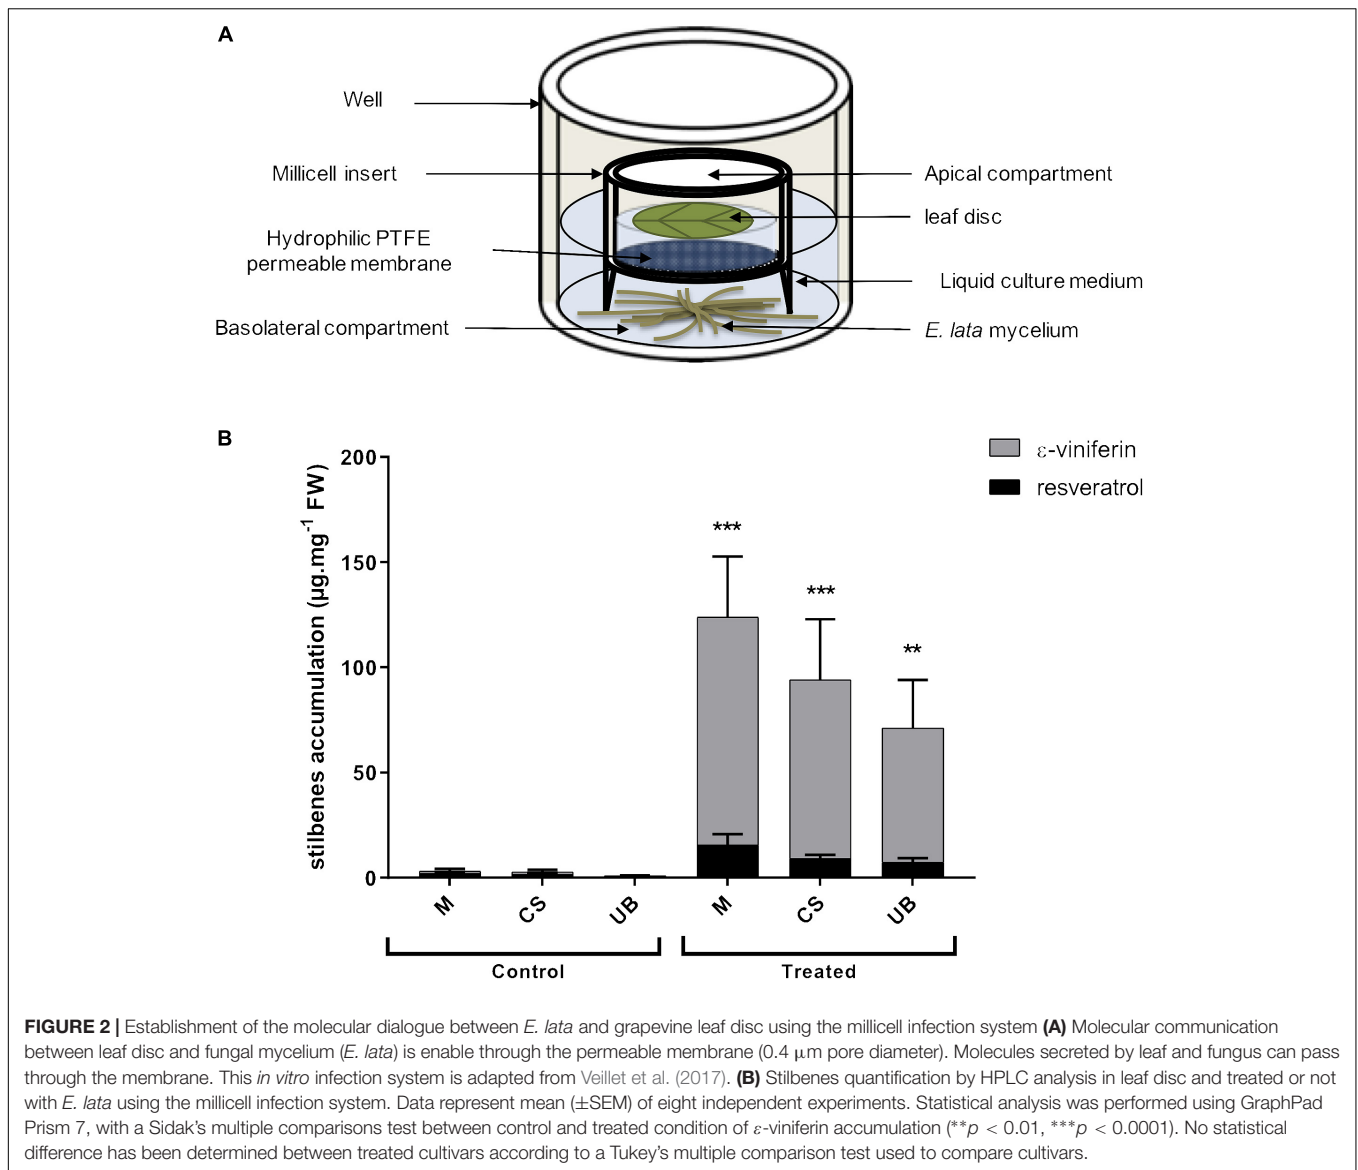 A
Well
Millicell insert
Apical compartment
leaf disc
Hydrophilic PTFE
permeable membrane
Liquid culture medium
Basolateral compartment
E. lata mycelium
B
ε-viniferin
resveratrol
stilbenes accumulation (µg.mg-1 FW)
200
150
100
50
0
***
***
**
M
CS
UB
M
CS
UB
Control
Treated
FIGURE 2 | Establishment of the molecular dialogue between E. lata and grapevine leaf disc using the millicell infection system (A) Molecular communication
between leaf disc and fungal mycelium (E. lata) is enable through the permeable membrane (0.4 μm pore diameter). Molecules secreted by leaf and fungus can pass
through the membrane. This in vitro infection system is adapted from Veillet et al. (2017). (B) Stilbenes quantification by HPLC analysis in leaf disc and treated or not
with E. lata using the millicell infection system. Data represent mean (±SEM) of eight independent experiments. Statistical analysis was performed using GraphPad
Prism 7, with a Sidak's multiple comparisons test between control and treated condition of ε-viniferin accumulation (**p < 0.01, ***p < 0.0001). No statistical
difference has been determined between treated cultivars according to a Tukey's multiple comparison test used to compare cultivars.